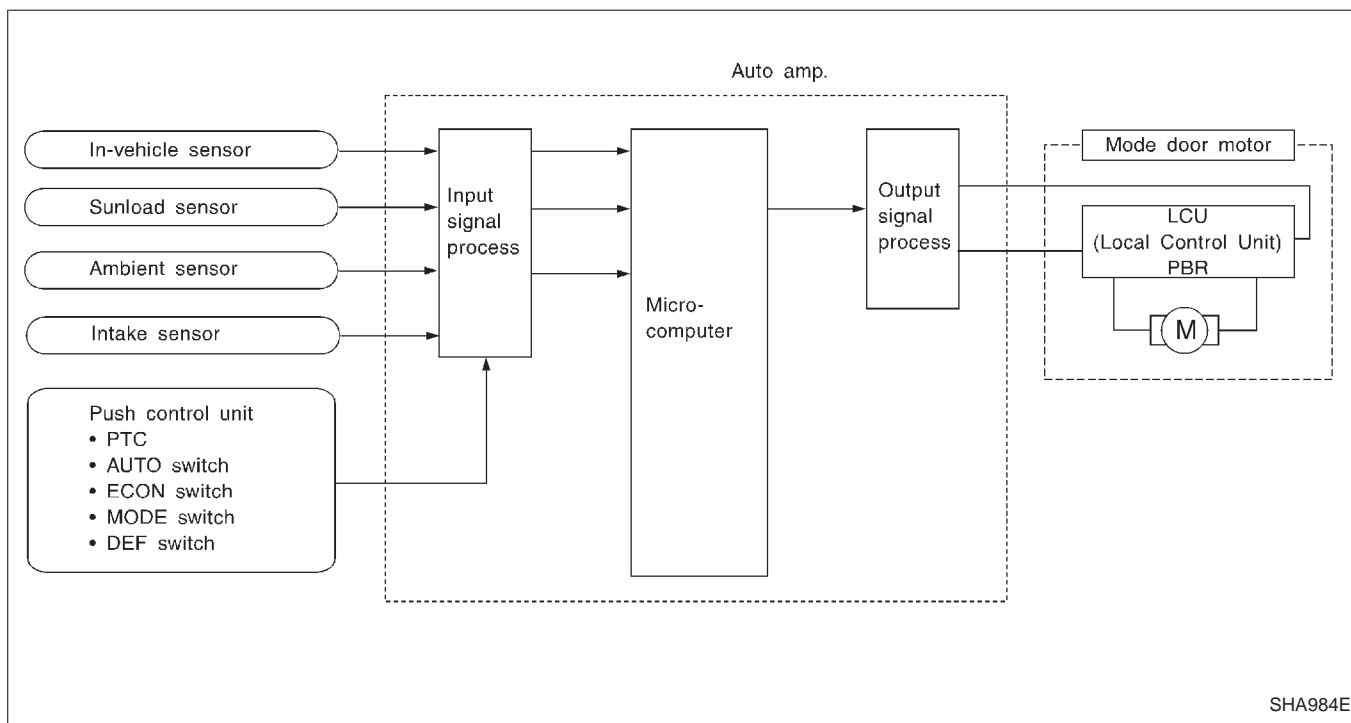 Auto amp.
In-vehicle sensor
Sunload sensor
Ambient sensor
Intake sensor
Push control unit
• PTC
• AUTO switch
• ECON switch
• MODE switch
• DEF switch
Input
signal
process
Micro-
computer
Output
signal
process
Mode door motor
LCU
(Local Control Unit)
PBR
M
SHA984E